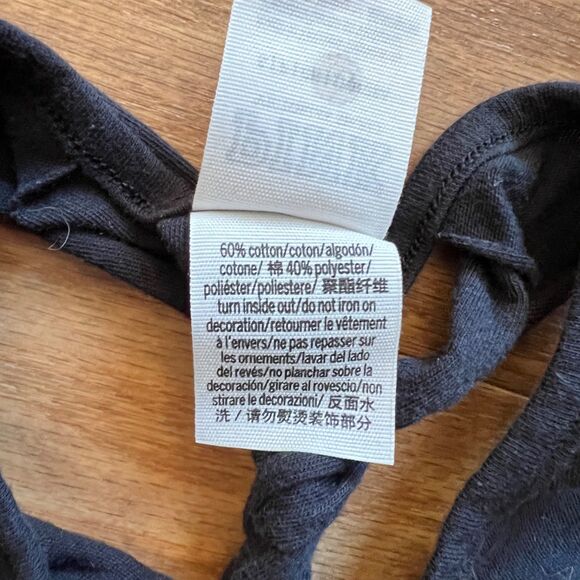 60% cotton/coton/algodón/
cotone/ 棉 40% polyester/
poliéster/poliestere/ 聚酯纤维
turn inside out/do not iron on
decoration/retourner le vêtement
à l'envers/ne pas repasser sur
les ornements/lavar del lado
del revés/no planchar sobre la
decoración/girare al rovescio/non
stirare le decorazioni/ 反面水
洗 / 请勿熨烫装饰部分